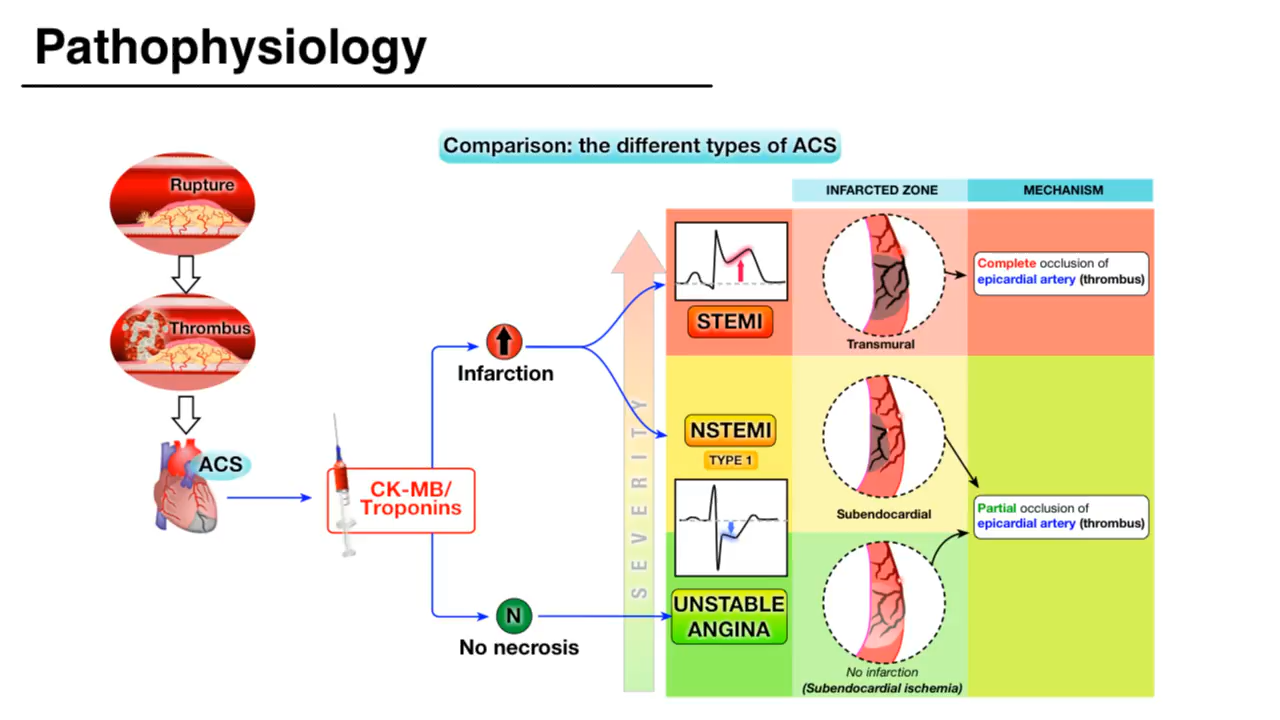 Pathophysiology
Comparison: the different types of ACS
INFARCTED ZONE
MECHANISM
Rupture
Thrombus
ACS
CK-MB/
Troponins
Infarction
N
No necrosis
SEVERITY
STEMI
Transmural
Complete occlusion of
epicardial artery (thrombus)
NSTEMI
TYPE 1
Subendocardial
Partial occlusion of
epicardial artery (thrombus)
UNSTABLE
ANGINA
No infarction
(Subendocardial ischemia)